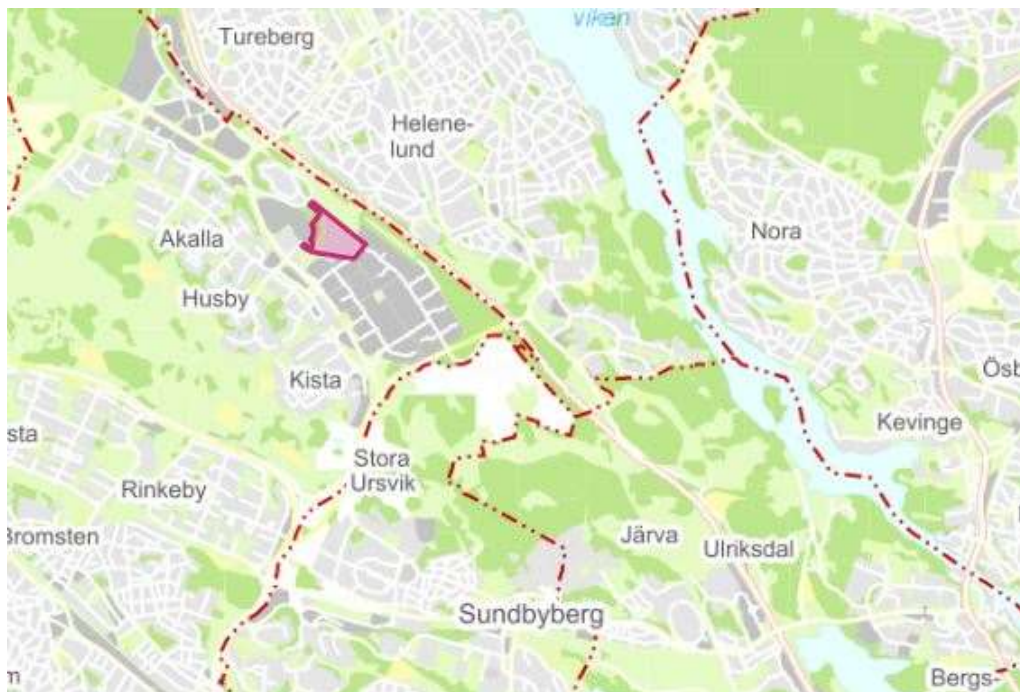 viken
Tureberg
Helene-
lund
Nora
Akalla
Husby
Ösb
Kista
Kevinge
sta
Stora
Ursvik
Rinkeby
Bromsten
Järva
Ulriksdal
Sundbyberg
m
Bergs-